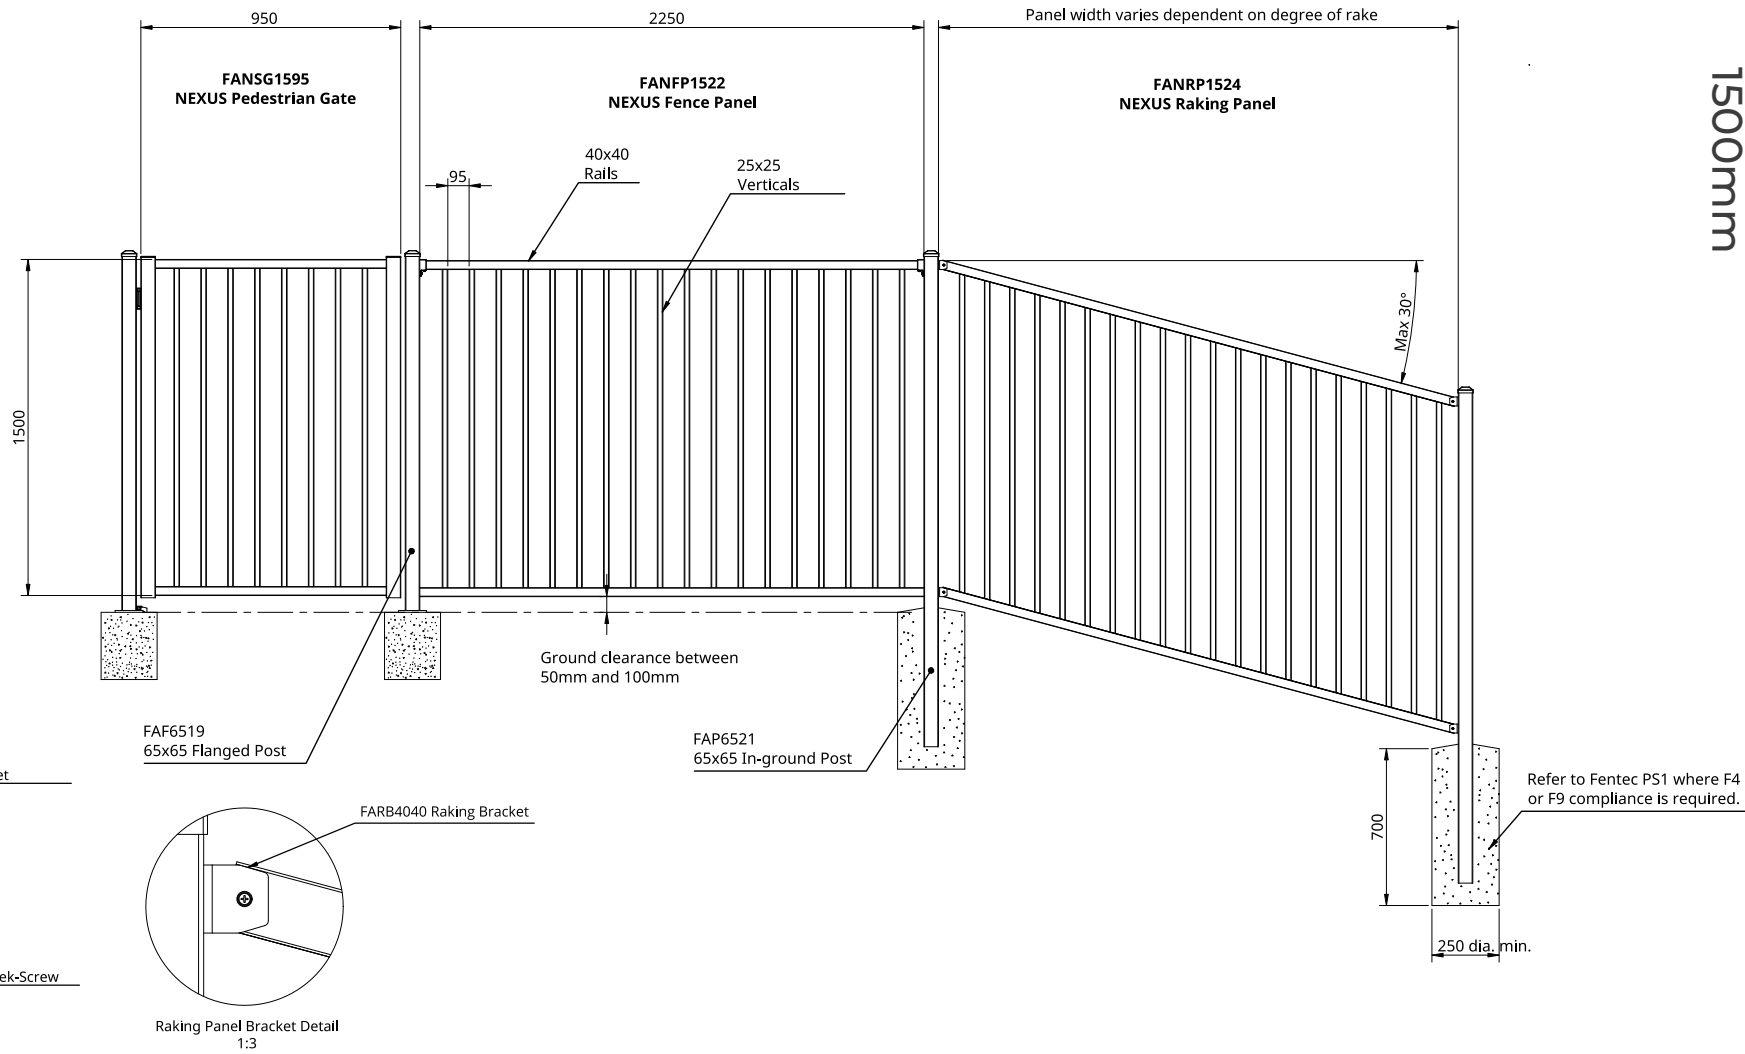 950
2250
Panel width varies dependent on degree of rake
FANSG1595
NEXUS Pedestrian Gate
FANFP1522
NEXUS Fence Panel
FANRP1524
NEXUS Raking Panel
1500mm
40x40
Rails
25x25
Verticals
95
Max 30°
1500
Ground clearance between
50mm and 100mm
FAF6519
65x65 Flanged Post
FAP6521
65x65 In-ground Post
et
Refer to Fentec PS1 where F4
or F9 compliance is required.
700
FARB4040 Raking Bracket
250 dia. min.
ek-Screw
Raking Panel Bracket Detail
1:3